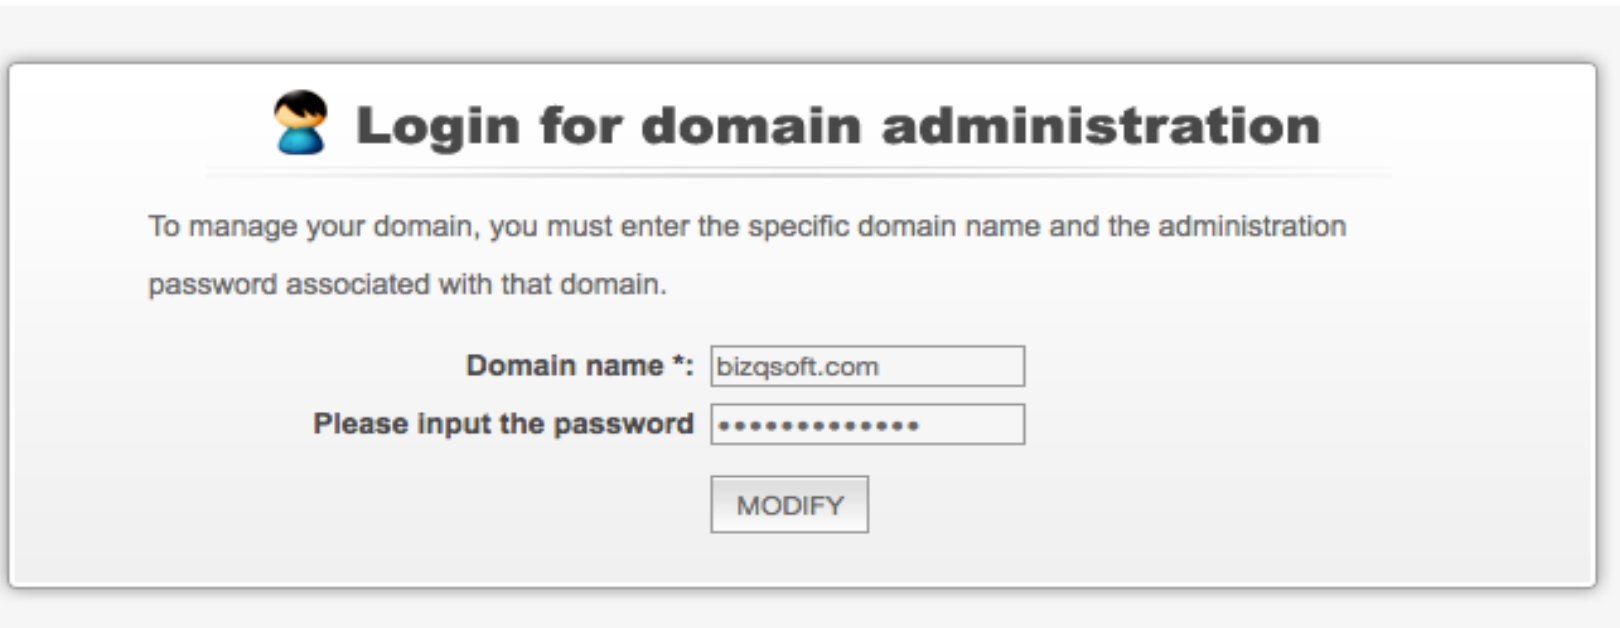 Login for domain administration
To manage your domain, you must enter the specific domain name and the administration
password associated with that domain.
Domain name *: bizqsoft.com
Please input the password •••••••••••••
MODIFY